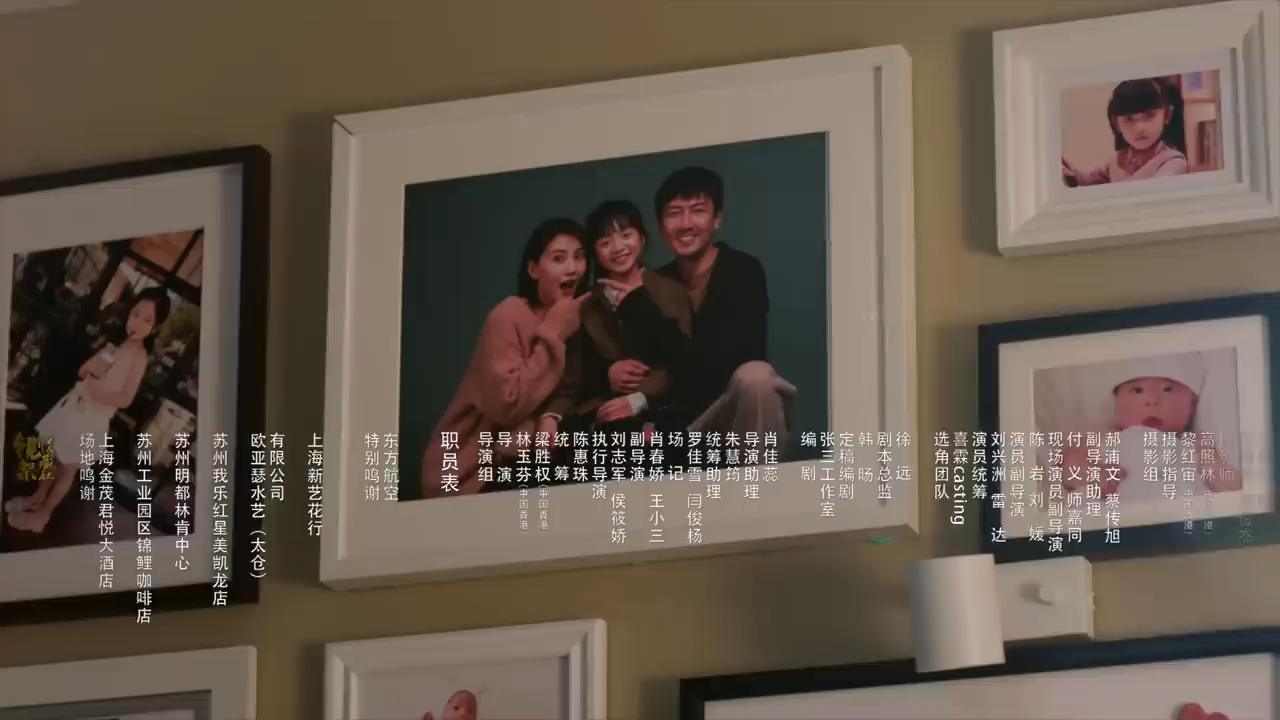 场地鸣谢
上海金茂君悦大酒店
苏州工业园区锦鲤咖啡店
苏州明都林肯中心
苏州我乐红星美凯龙店
欧亚瑟水艺（太仓）
有限公司
上海新艺花行
特别鸣谢
东方航空
职员表
导演组
导 演
林玉芬（中国香港）
梁胜权（中国香港）
统 筹
陈惠珠
执行导演
刘志军 侯筱娇
副导演
肖春娇 王小三
场 记
罗佳雪 闫俊杨
统筹助理
朱慧筠
导演助理
肖佳蕊
编 剧
张三工作室
定稿编剧
韩 旸
剧本总监
徐 远
选角团队
喜霖Casting
演员统筹
刘兴洲 雷 达
演员副导演
陈 岩 刘 媛
现场演员副导演
付 义 师嘉同
副导演助理
郝浦文 蔡传旭
摄影组
摄影指导
黎红宙（中国香港）
高照林